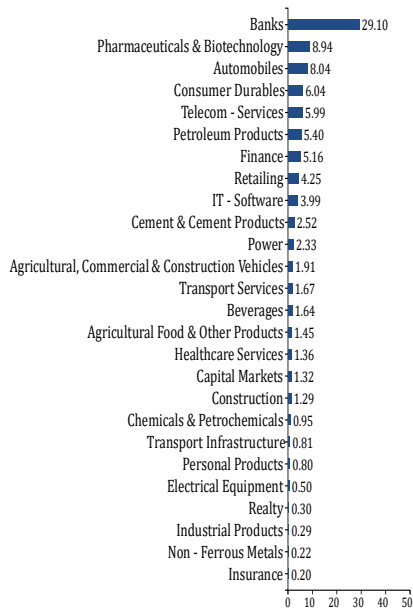 Banks 29.10
Pharmaceuticals & Biotechnology 8.94
Automobiles 8.04
Consumer Durables 6.04
Telecom - Services 5.99
Petroleum Products 5.40
Finance 5.16
Retailing 4.25
IT - Software 3.99
Cement & Cement Products 2.52
Power 2.33
Agricultural, Commercial & Construction Vehicles 1.91
Transport Services 1.67
Beverages 1.64
Agricultural Food & Other Products 1.45
Healthcare Services 1.36
Capital Markets 1.32
Construction 1.29
Chemicals & Petrochemicals 0.95
Transport Infrastructure 0.81
Personal Products 0.80
Electrical Equipment 0.50
Realty 0.30
Industrial Products 0.29
Non - Ferrous Metals 0.22
Insurance 0.20
0 10 20 30 40 50